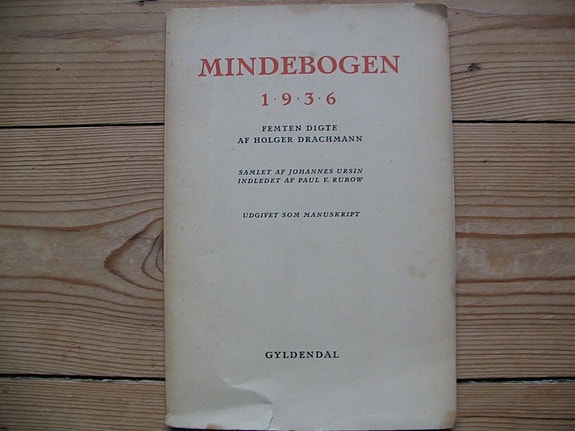 MINDEBOGEN
1·9·3·6
FEMTEN DIGTE
AF HOLGER DRACHMANN
SAMLET AF JOHANNES URSIN
INDLEDET AF PAUL V. RUBOW
UDGIVET SOM MANUSKRIPT
GYLDENDAL